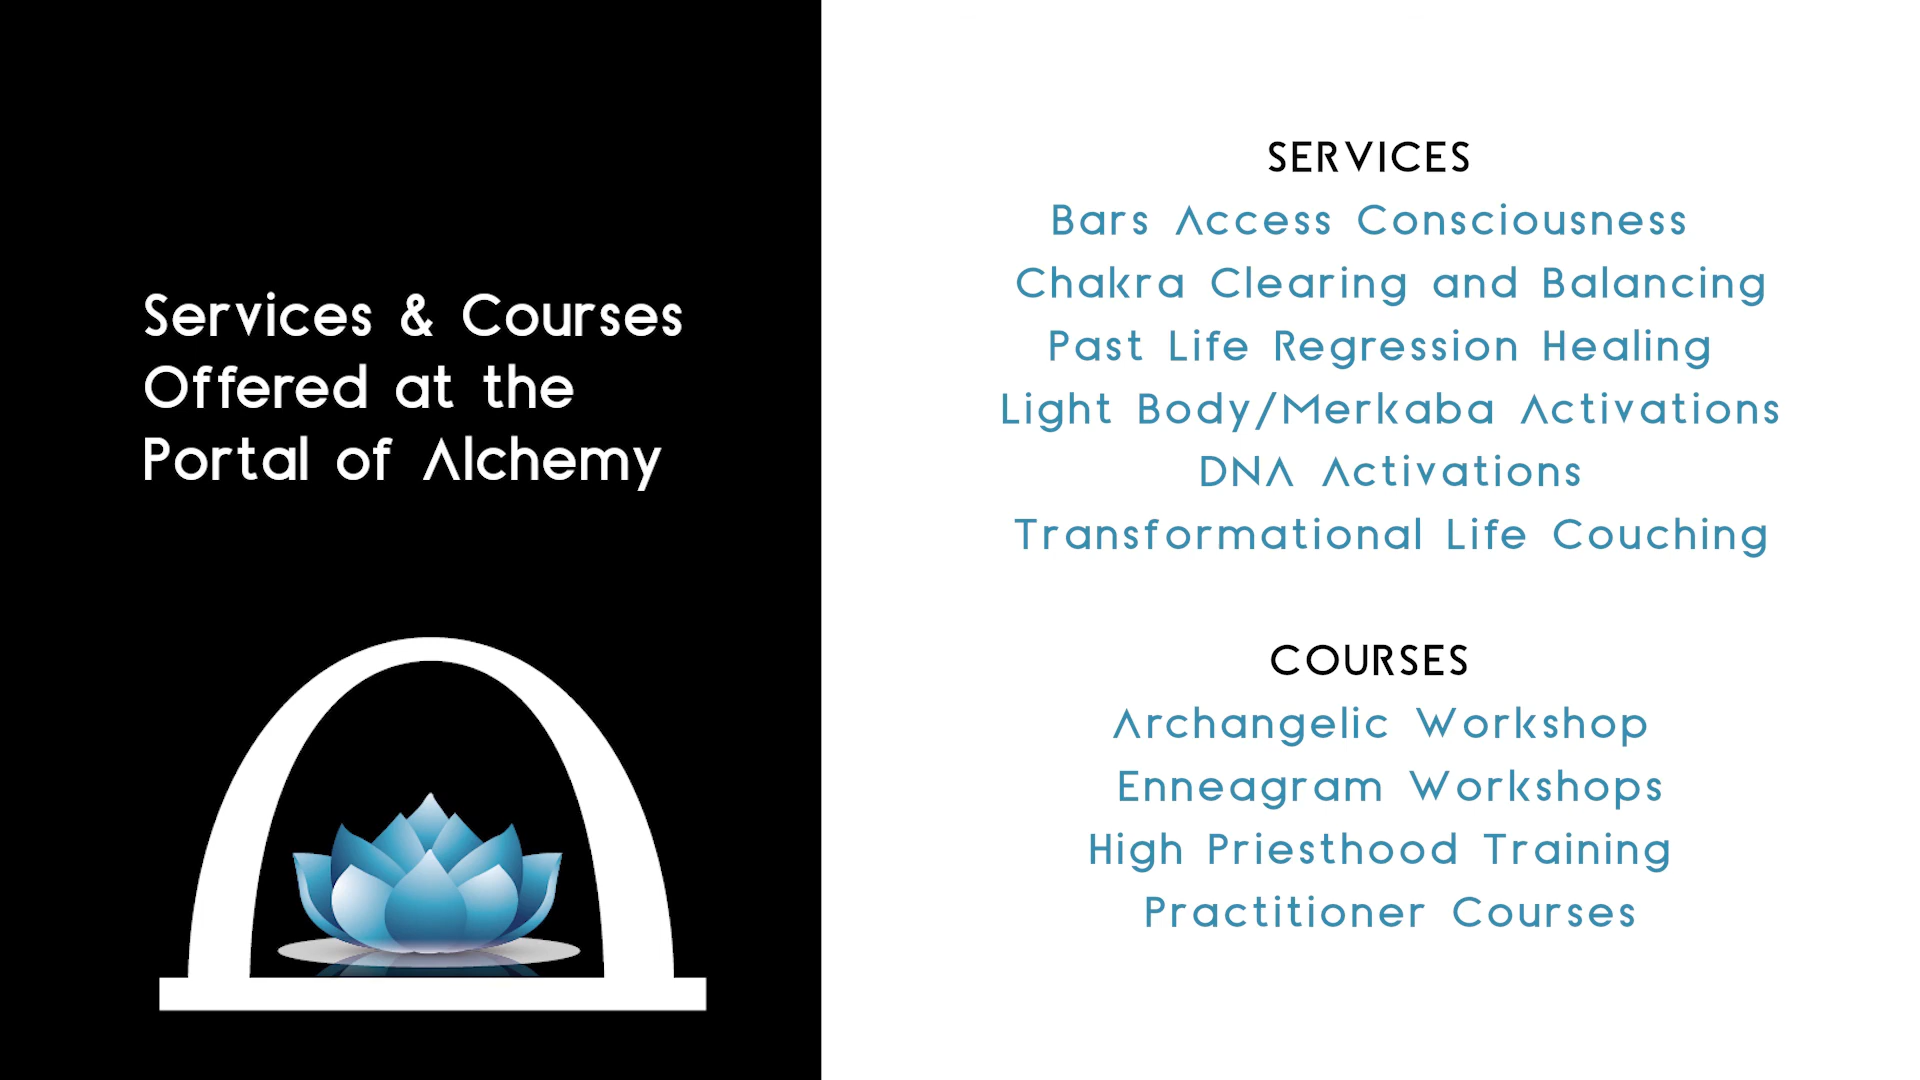 Services & Courses
Offered at the
Portal of Alchemy
SERVICES
Bars Access Consciousness
Chakra Clearing and Balancing
Past Life Regression Healing
Light Body/Merkaba Activations
DNA Activations
Transformational Life Couching
COURSES
Archangelic Workshop
Enneagram Workshops
High Priesthood Training
Practitioner Courses